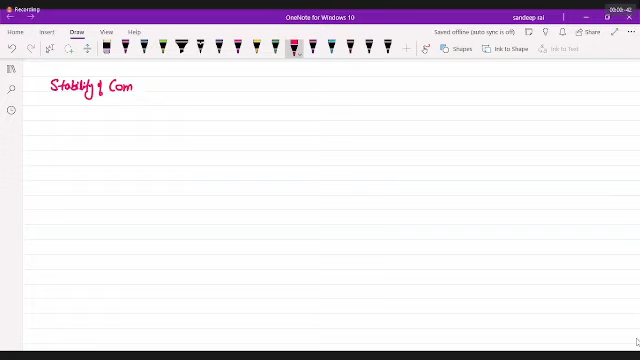 Recording
OneNote for Windows 10
sandeep rai
Home Insert Draw View Help
Saved offline (auto sync is off)
Shapes Ink to Shape Ink to Text
Stability of Com